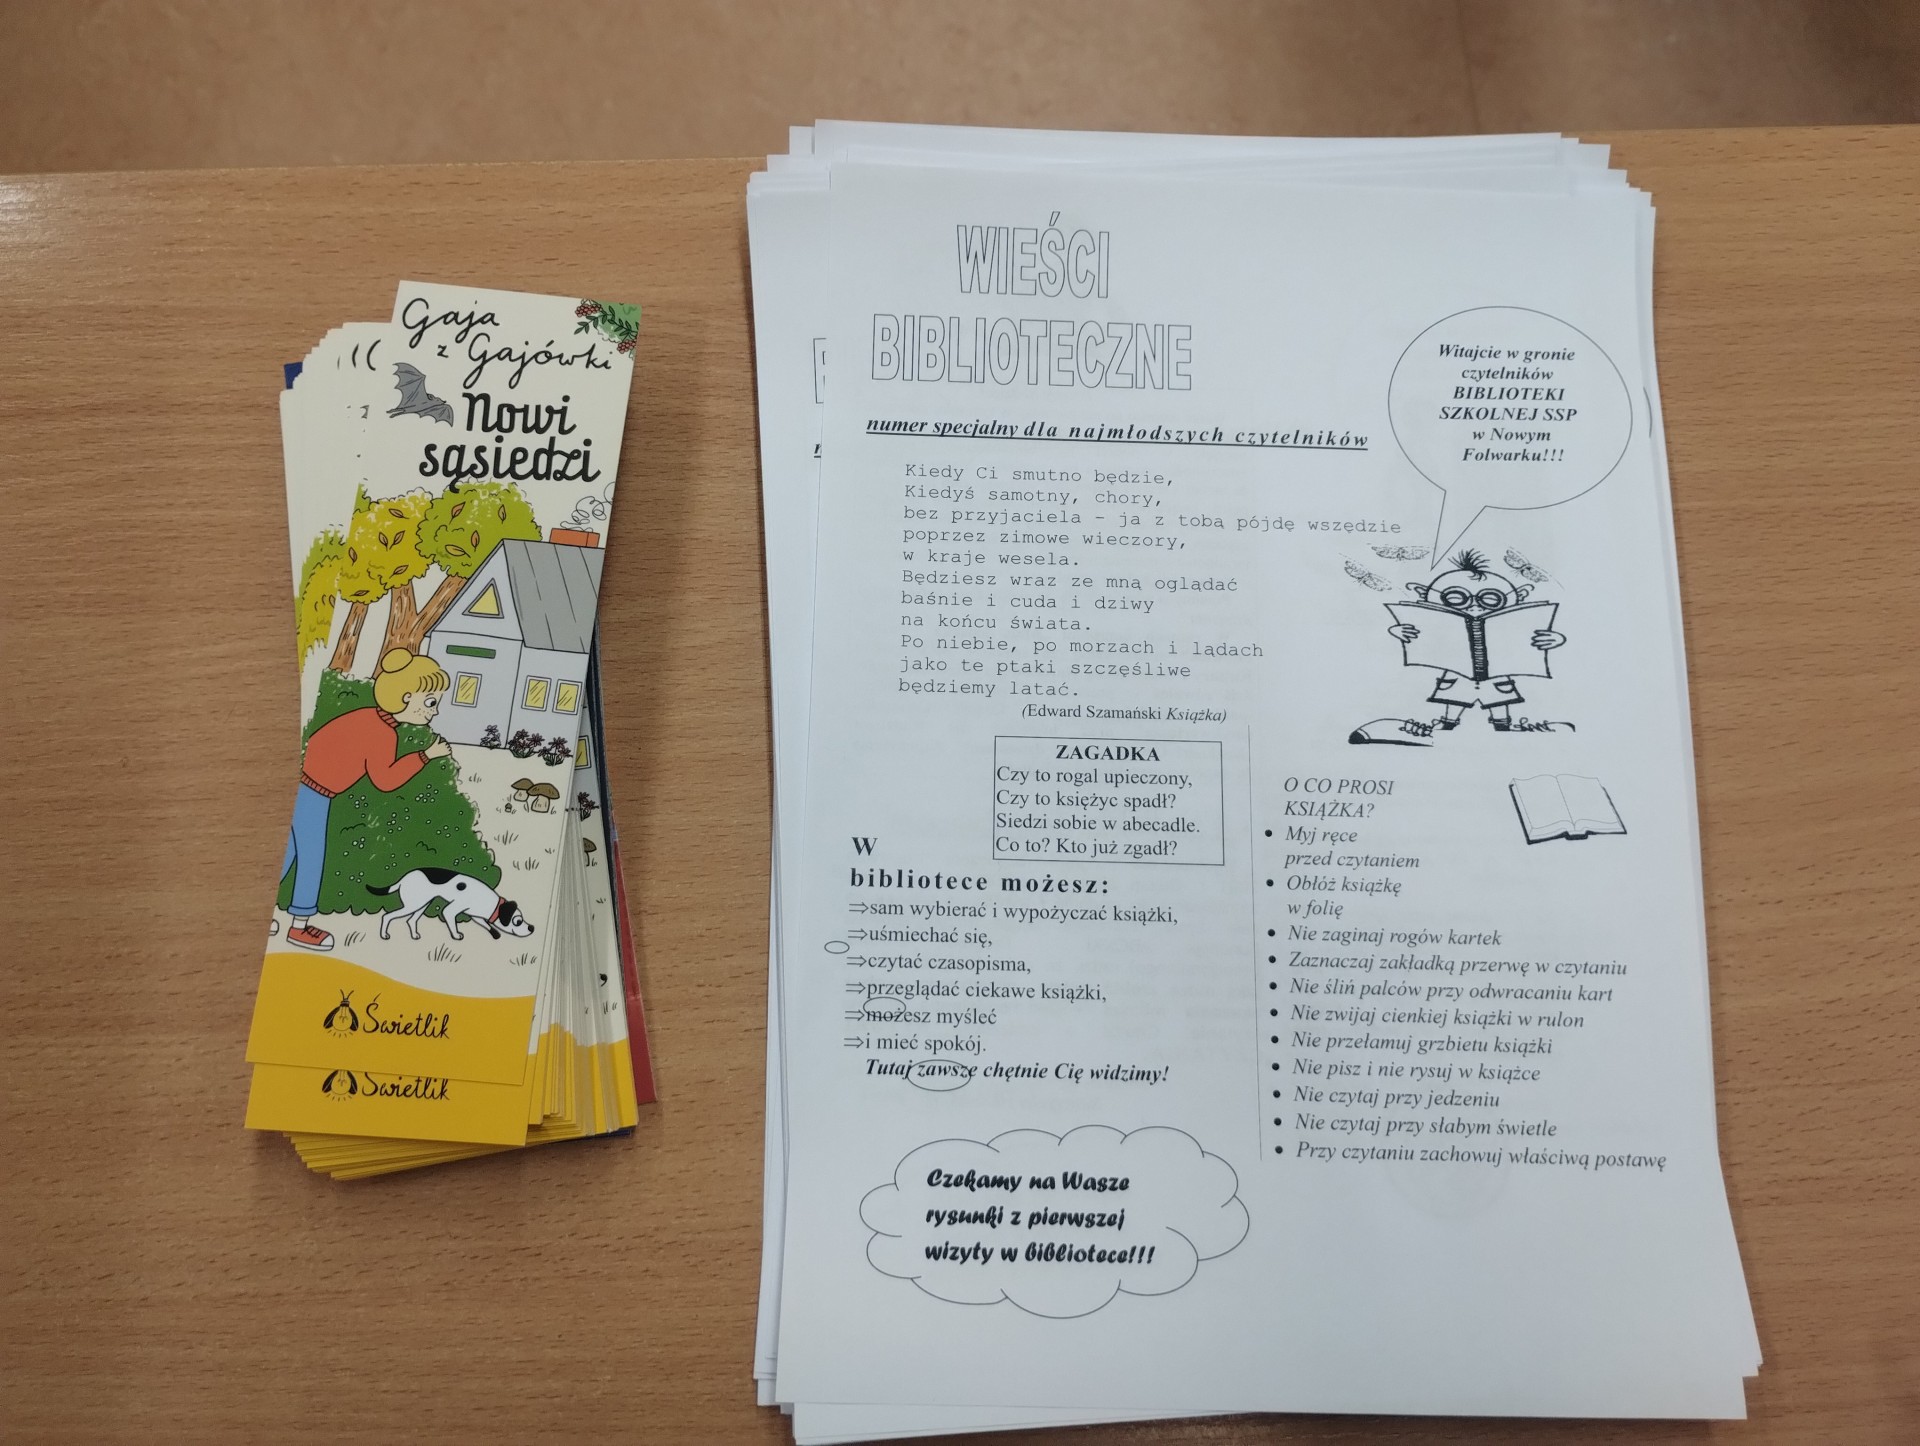 Gaja
z Gajówki
Nowi
sąsiedzi
Świetlik
Świetlik
WIEŚCI
BIBLIOTECZNE
numer specjalny dla najmłodszych czytelników
Witajcie w gronie
czytelników
BIBLIOTEKI
SZKOLNEJ SSP
w Nowym
Folwarku!!!
Kiedy Ci smutno będzie,
Kiedyś samotny, chory,
bez przyjaciela - ja z tobą pójdę wszędzie
poprzez zimowe wieczory,
w kraje wesela.
Będziesz wraz ze mną oglądać
baśnie i cuda i dziwy
na końcu świata.
Po niebie, po morzach i lądach
jako te ptaki szczęśliwe
będziemy latać.
(Edward Szamański Książka)
ZAGADKA
Czy to rogal upieczony,
Czy to księżyc spadł?
Siedzi sobie w abecadle.
Co to? Kto już zgadł?
W
bibliotece możesz:
⇒sam wybierać i wypożyczać książki,
⇒uśmiechać się,
⇒czytać czasopisma,
⇒przeglądać ciekawe książki,
⇒możesz myśleć
⇒i mieć spokój.
Tutaj zawsze chętnie Cię widzimy!
Czekamy na Wasze
rysunki z pierwszej
wizyty w bibliotece!!!
O CO PROSI
KSIĄŻKA?
• Myj ręce
przed czytaniem
• Obłóż książkę
w folię
• Nie zaginaj rogów kartek
• Zaznaczaj zakładką przerwę w czytaniu
• Nie śliń palców przy odwracaniu kart
• Nie zwijaj cienkiej książki w rulon
• Nie przełamuj grzbietu książki
• Nie pisz i nie rysuj w książce
• Nie czytaj przy jedzeniu
• Nie czytaj przy słabym świetle
• Przy czytaniu zachowuj właściwą postawę